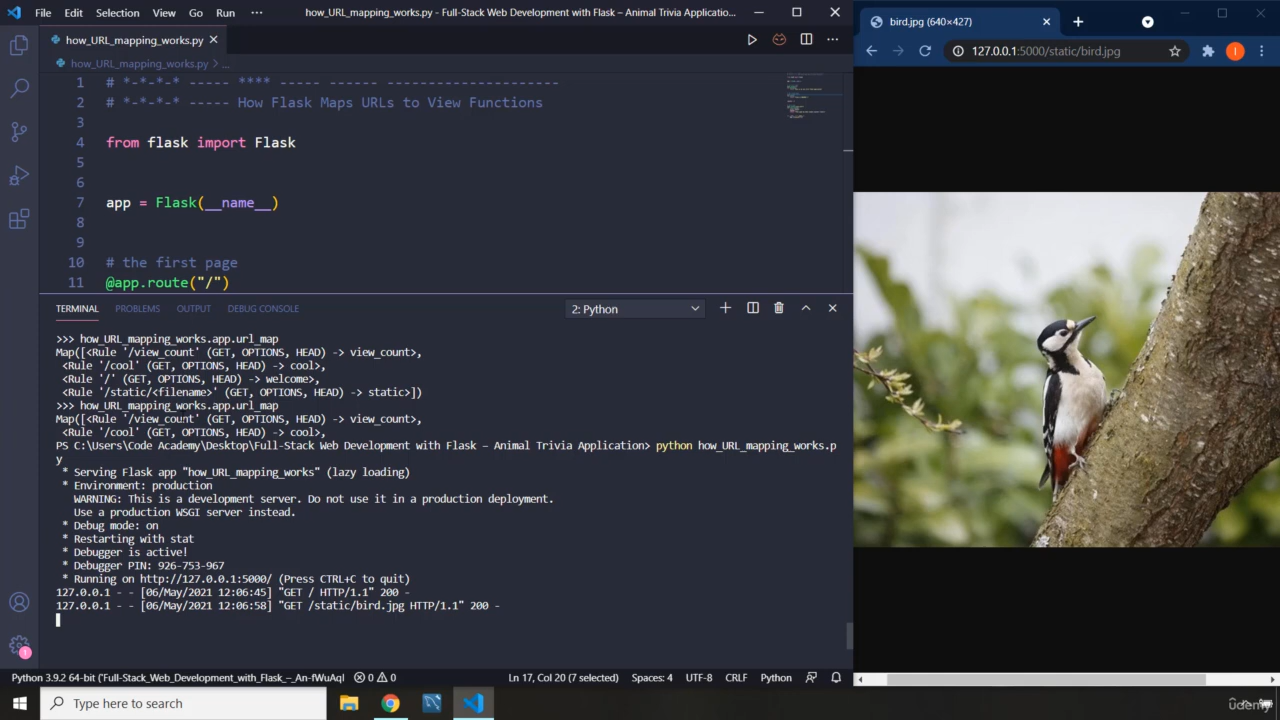 File Edit Selection View Go Run ··· how_URL_mapping_works.py - Full-Stack Web Development with Flask – Animal Trivia Applicatio...
how_URL_mapping_works.py
how_URL_mapping_works.py > ...
1 # *-*-*-* ----- **** ----- ------ ---------------------
2 # *-*-*-* ----- How Flask Maps URLs to View Functions
3
4 from flask import Flask
5
6
7 app = Flask(__name__)
8
9
10 # the first page
11 @app.route("/")
TERMINAL PROBLEMS OUTPUT DEBUG CONSOLE 2: Python
>>> how_URL_mapping_works.app.url_map
Map([<Rule '/view_count' (GET, OPTIONS, HEAD) -> view_count>,
<Rule '/cool' (GET, OPTIONS, HEAD) -> cool>,
<Rule '/' (GET, OPTIONS, HEAD) -> welcome>,
<Rule '/static/<filename>' (GET, OPTIONS, HEAD) -> static>])
>>> how_URL_mapping_works.app.url_map
Map([<Rule '/view_count' (GET, OPTIONS, HEAD) -> view_count>,
<Rule '/cool' (GET, OPTIONS, HEAD) -> cool>,
PS C:\Users\Code Academy\Desktop\Full-Stack Web Development with Flask – Animal Trivia Application> python how_URL_mapping_works.p
y
* Serving Flask app "how_URL_mapping_works" (lazy loading)
* Environment: production
WARNING: This is a development server. Do not use it in a production deployment.
Use a production WSGI server instead.
* Debug mode: on
* Restarting with stat
* Debugger is active!
* Debugger PIN: 926-753-967
* Running on http://127.0.0.1:5000/ (Press CTRL+C to quit)
127.0.0.1 - - [06/May/2021 12:06:45] "GET / HTTP/1.1" 200 -
127.0.0.1 - - [06/May/2021 12:06:58] "GET /static/bird.jpg HTTP/1.1" 200 -
Python 3.9.2 64-bit ('Full-Stack_Web_Development_with_Flask_–_An-fWuAqI 0 0 Ln 17, Col 20 (7 selected) Spaces: 4 UTF-8 CRLF Python
bird.jpg (640×427)
127.0.0.1:5000/static/bird.jpg
I
Type here to search
udemy